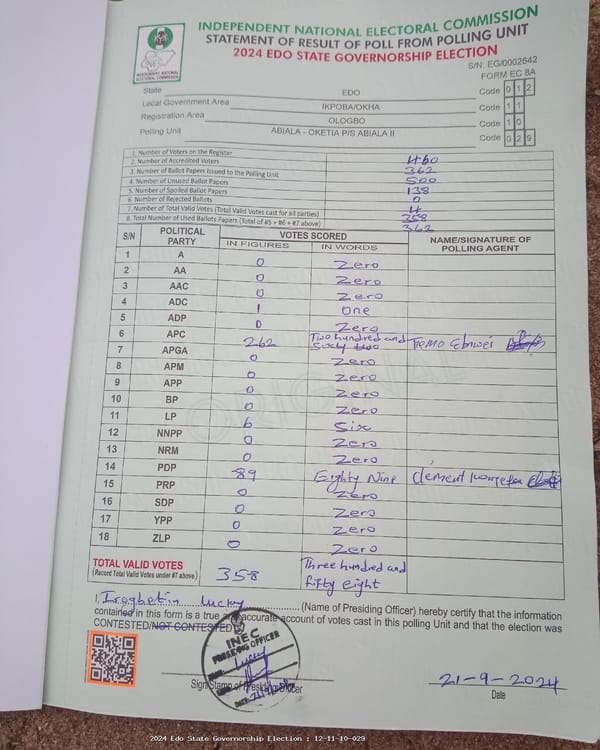 INDEPENDENT NATIONAL ELECTORAL COMMISSION
STATEMENT OF RESULT OF POLL FROM POLLING UNIT
2024 EDO STATE GOVERNORSHIP ELECTION
S/N: EG/0002642
FORM EC 8A
INEC
INDEPENDENT NATIONAL ELECTORAL COMMISSION
State EDO Code 0 1 2
Local Government Area IKPOBA/OKHA Code 1 1
Registration Area OLOGBO Code 1 0
Polling Unit ABIALA - OKETIA P/S ABIALA II Code 0 2 9
1. Number of Voters on the Register 460
2. Number of Accredited Voters 362
3. Number of Ballot Papers Issued to the Polling Unit 500
4. Number of Unused Ballot Papers 138
5. Number of Spoiled Ballot Papers 0
6. Number of Rejected Ballots 4
7. Number of Total Valid Votes (Total Valid Votes cast for all parties) 358
8. Total Number of Used Ballots Papers (Total of #5 + #6 + #7 above) 362
S/N POLITICAL PARTY VOTES SCORED NAME/SIGNATURE OF POLLING AGENT
IN FIGURES IN WORDS
1 A 0 Zero
2 AA 0 Zero
3 AAC 0 Zero
4 ADC 1 one
5 ADP 0 Zero
6 APC 262 Two hundred and Sixty two
7 APGA 0 Zero
8 APM 0 Zero
9 APP 0 Zero
10 BP 0 Zero
11 LP 6 Six
12 NNPP 0 Zero
13 NRM 0 Zero
14 PDP 89 Eighty Nine Clement
15 PRP 0 Zero
16 SDP 0 Zero
17 YPP 0 Zero
18 ZLP 0 Zero
TOTAL VALID VOTES 358 Three hundred and
(Record Total Valid Votes under #7 above) fifty eight
I, Iroghetin Lucky (Name of Presiding Officer) hereby certify that the information
contained in this form is a true and accurate account of votes cast in this polling Unit and that the election was
CONTESTED/NOT CONTESTED
INEC
PRESIDING OFFICER
Lucky
Sign/Stamp of Presiding Officer
21-9-2024
Date
ORIGINAL
2024 Edo State Governorship Election : 12-11-10-029